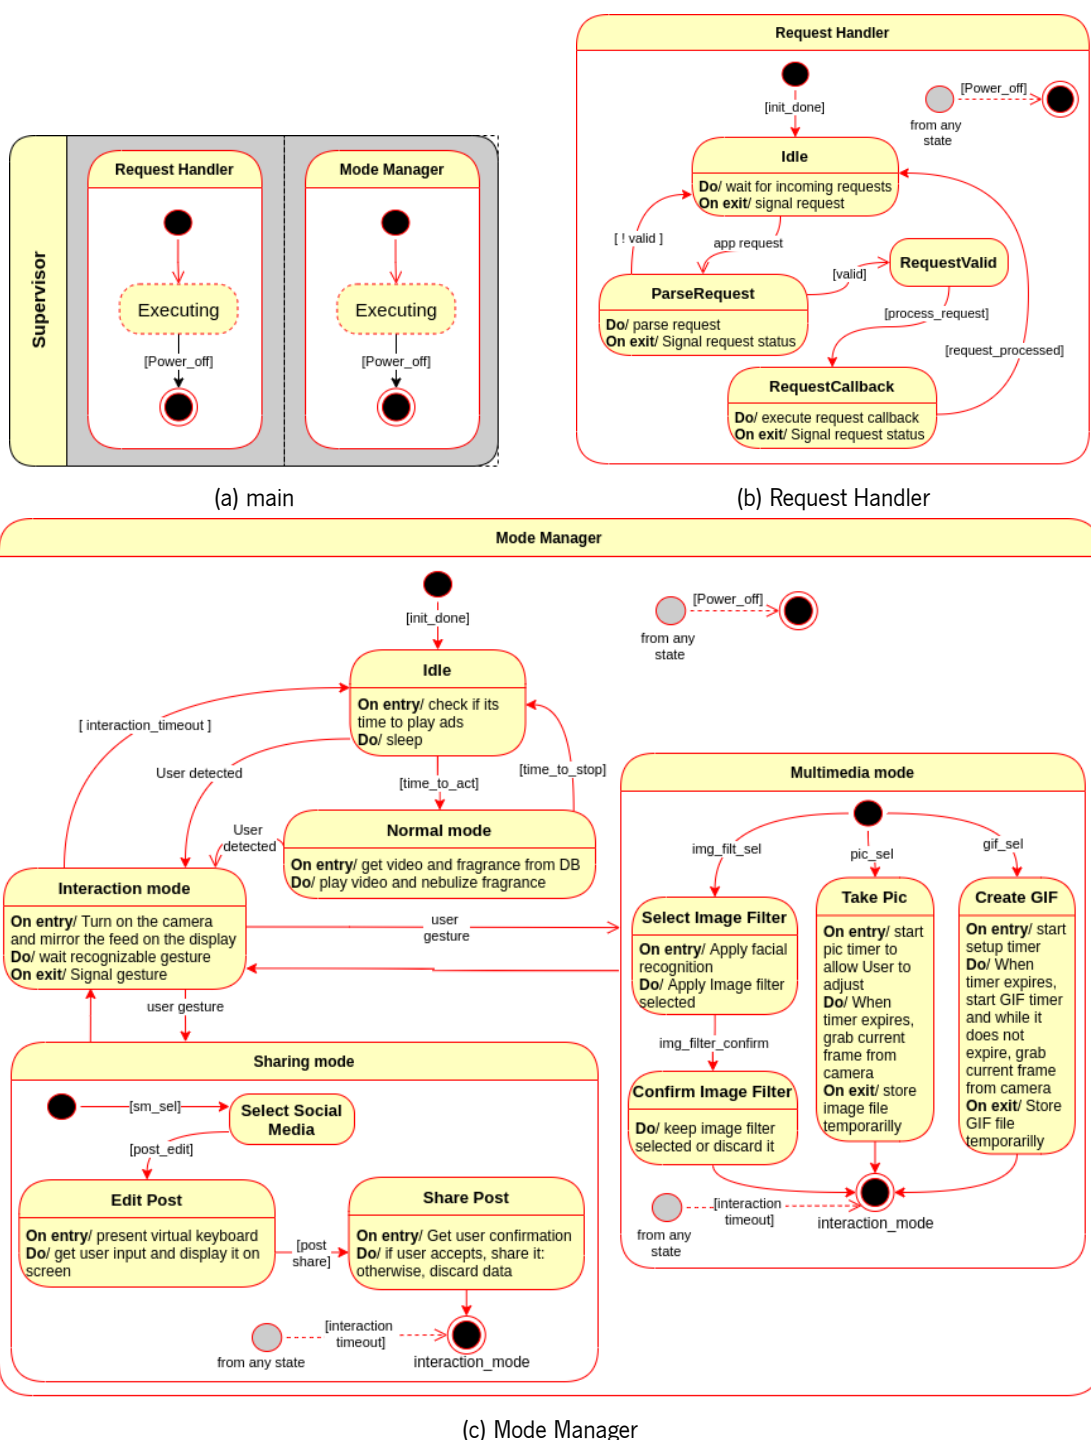 Supervisor
Request Handler
Executing
[Power_off]
Mode Manager
Executing
[Power_off]
(a) main
Request Handler
[init_done]
[Power_off]
from any
state
Idle
Do/ wait for incoming requests
On exit/ signal request
[ ! valid ]
app request
[valid]
RequestValid
ParseRequest
Do/ parse request
On exit/ Signal request status
[process_request]
[request_processed]
RequestCallback
Do/ execute request callback
On exit/ Signal request status
(b) Request Handler
Mode Manager
[init_done]
[Power_off]
from any
state
Idle
On entry/ check if its
time to play ads
Do/ sleep
[ interaction_timeout ]
User detected
[time_to_act]
[time_to_stop]
User
detected
Normal mode
On entry/ get video and fragrance from DB
Do/ play video and nebulize fragrance
Interaction mode
On entry/ Turn on the camera
and mirror the feed on the display
Do/ wait recognizable gesture
On exit/ Signal gesture
user
gesture
user gesture
Multimedia mode
img_filt_sel
pic_sel
gif_sel
Select Image Filter
On entry/ Apply facial
recognition
Do/ Apply Image filter
selected
img_filter_confirm
Confirm Image Filter
Do/ keep image filter
selected or discard it
Take Pic
On entry/ start
pic timer to
allow User to
adjust
Do/ When
timer expires,
grab current
frame from
camera
On exit/ store
image file
temporarilly
Create GIF
On entry/ start
setup timer
Do/ When
timer expires,
start GIF timer
and while it
does not
expire, grab
current frame
from camera
On exit/ Store
GIF file
temporarilly
[interaction
timeout]
from any
state
interaction_mode
Sharing mode
[sm_sel]
Select Social
Media
[post_edit]
Edit Post
On entry/ present virtual keyboard
Do/ get user input and display it on
screen
[post
share]
Share Post
On entry/ Get user confirmation
Do/ if user accepts, share it:
otherwise, discard data
[interaction
timeout]
from any state
interaction_mode
(c) Mode Manager